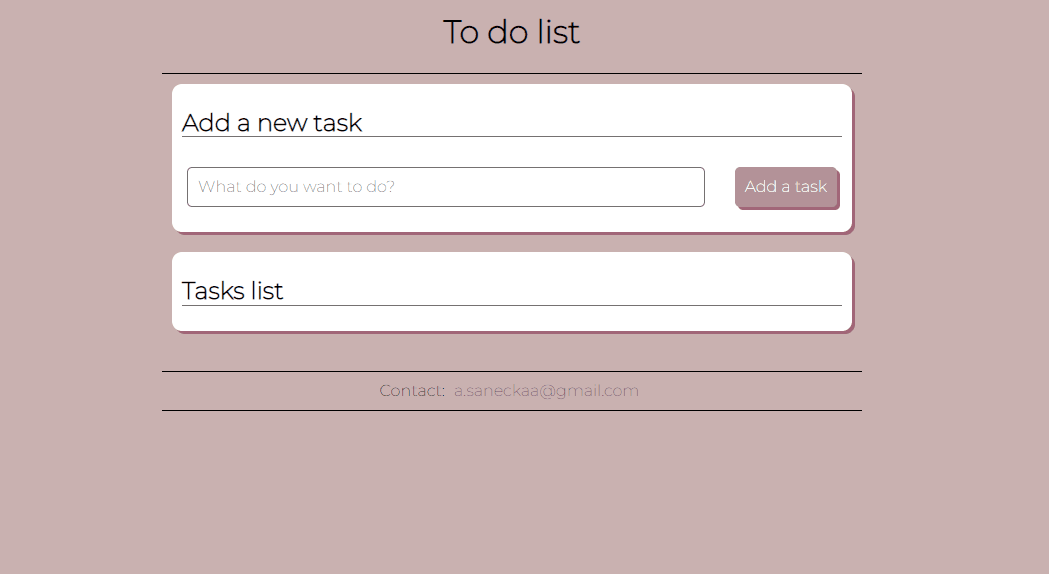 To do list
Add a new task
What do you want to do?
Add a task
Tasks list
Contact: a.saneckaa@gmail.com